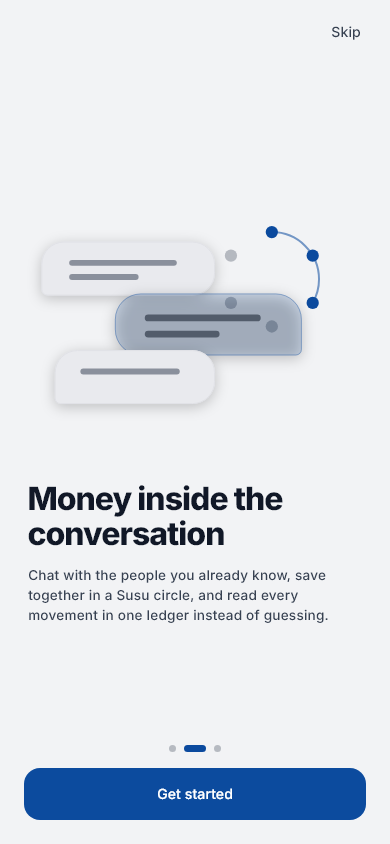 Skip
Money inside the
conversation
Chat with the people you already know, save
together in a Susu circle, and read every
movement in one ledger instead of guessing.
Get started